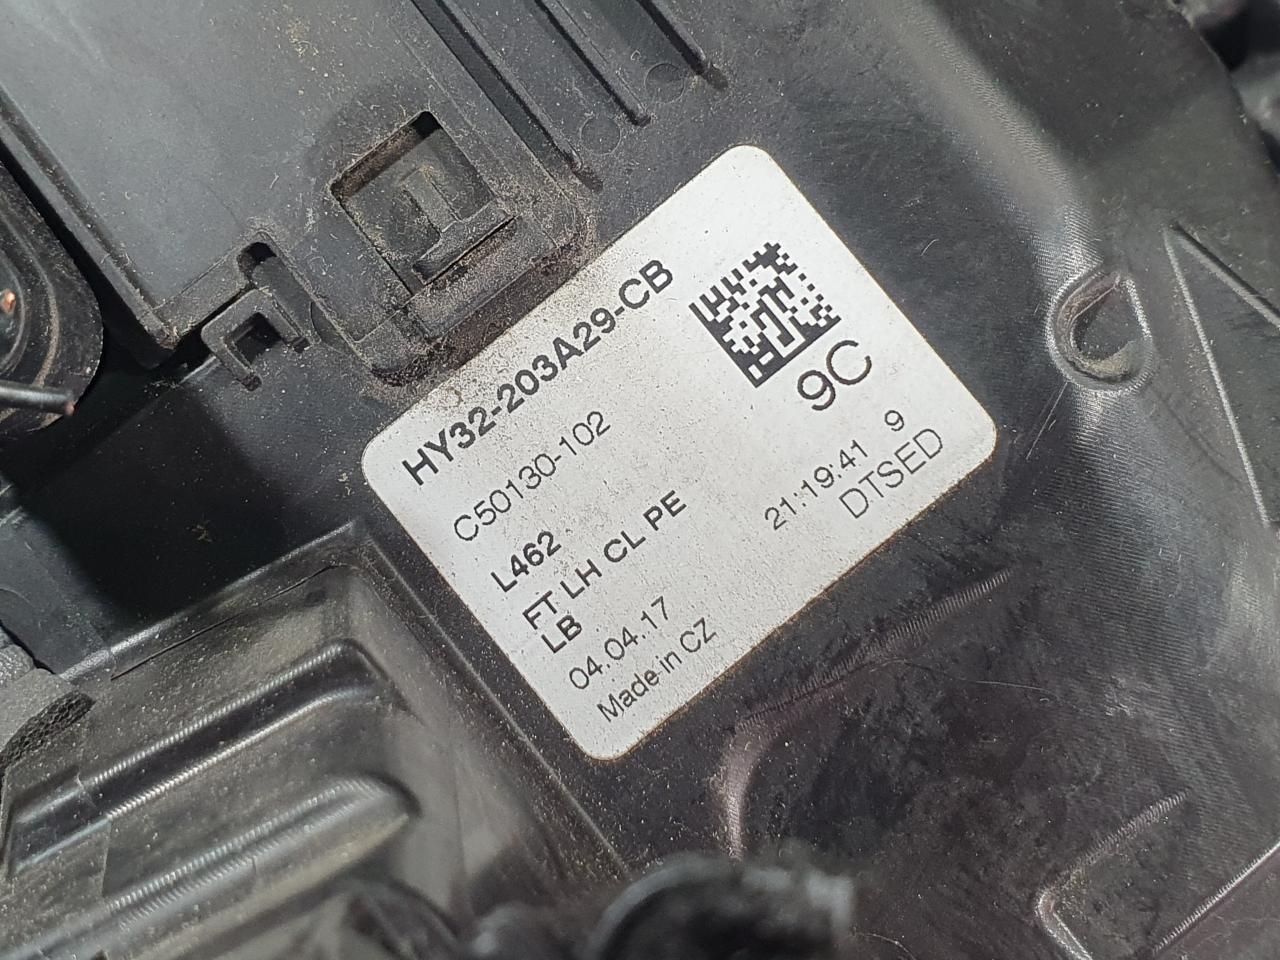 HY32-203A29-CB
C50130-102
9C
L462
FT LH CL PE
LB
21:19:41 9
04.04.17
DTSED
Made in CZ